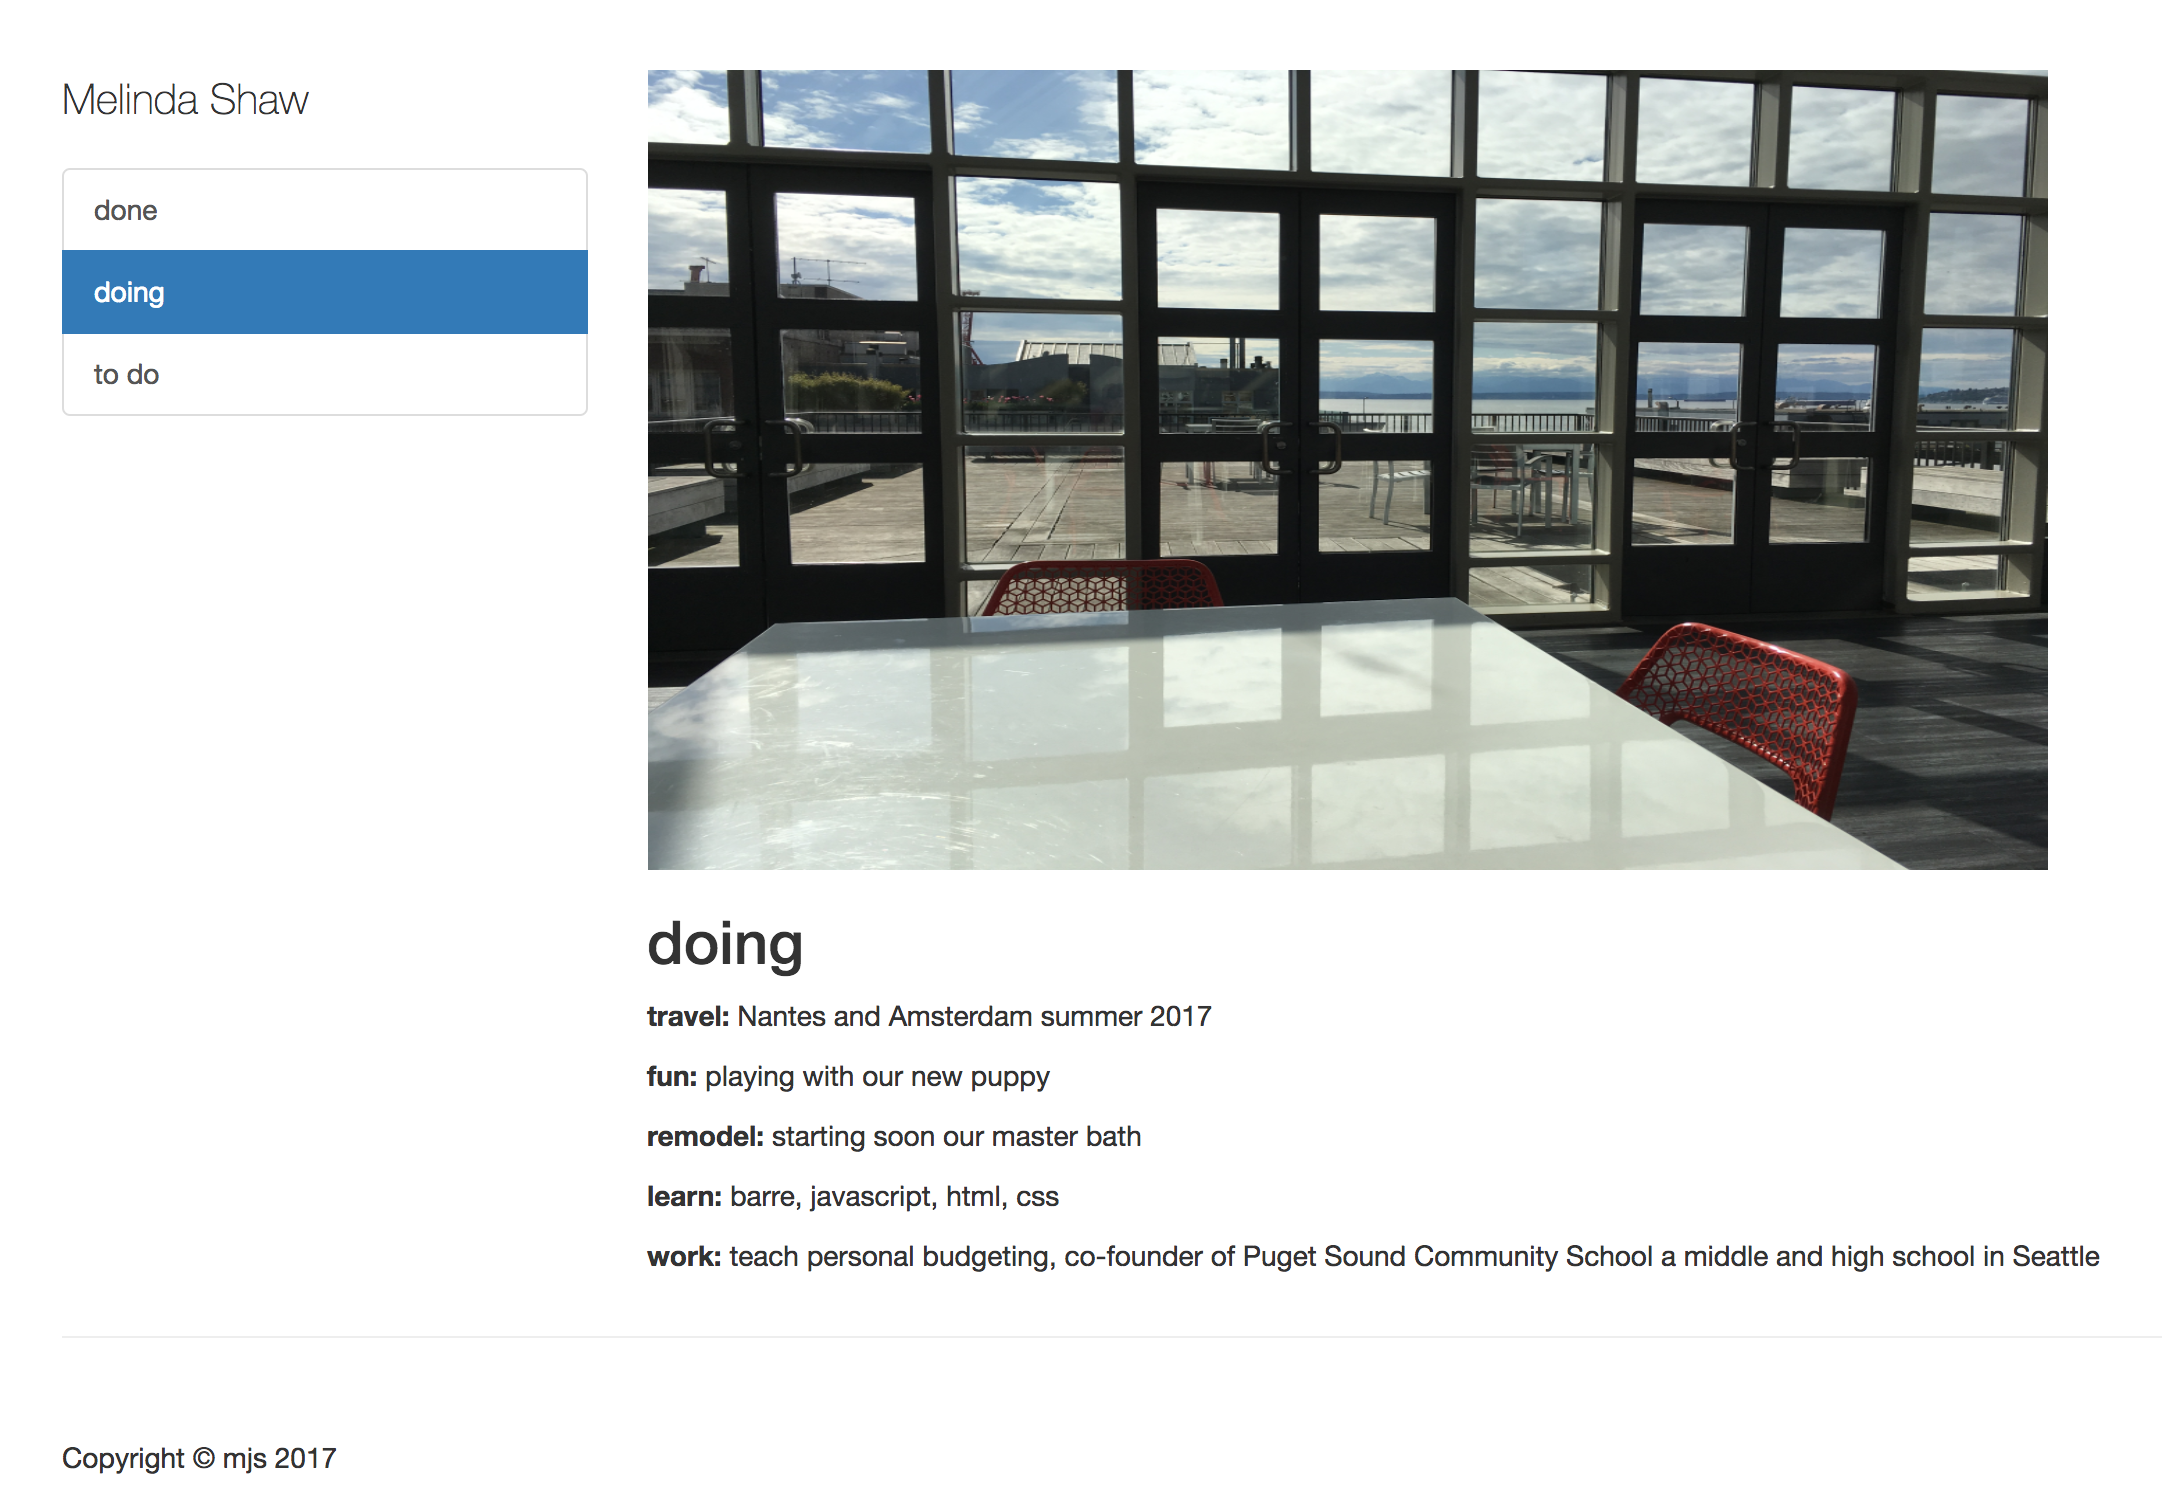 Melinda Shaw
done
doing
to do
doing
travel: Nantes and Amsterdam summer 2017
fun: playing with our new puppy
remodel: starting soon our master bath
learn: barre, javascript, html, css
work: teach personal budgeting, co-founder of Puget Sound Community School a middle and high school in Seattle
Copyright © mjs 2017